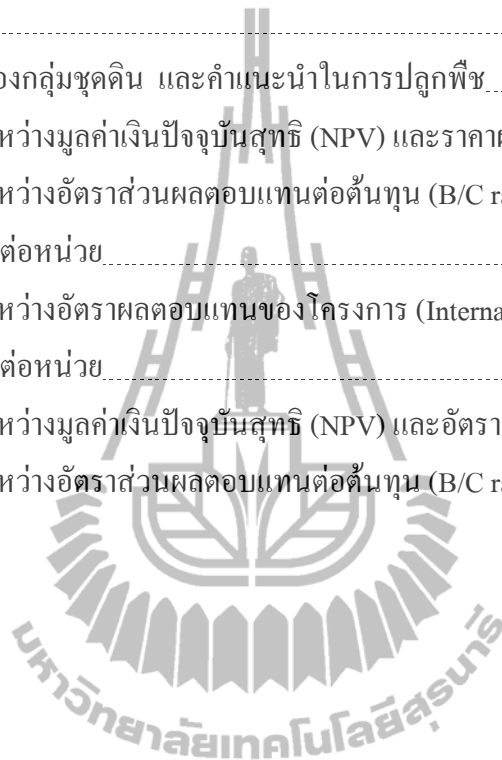 องกลุ่มชุดดิน และคำแนะนำในการปลูกพืช
หว่างมูลค่าเงินปัจจุบันสุทธิ (NPV) และราคาผ
หว่างอัตราส่วนผลตอบแทนต่อต้นทุน (B/C ra
ต่อหน่วย
หว่างอัตราผลตอบแทนของโครงการ (Interna
ต่อหน่วย
หว่างมูลค่าเงินปัจจุบันสุทธิ (NPV) และอัตรา
หว่างอัตราส่วนผลตอบแทนต่อต้นทุน (B/C ra
มหาวิทยาลัยเทคโนโลยีสุรนารี